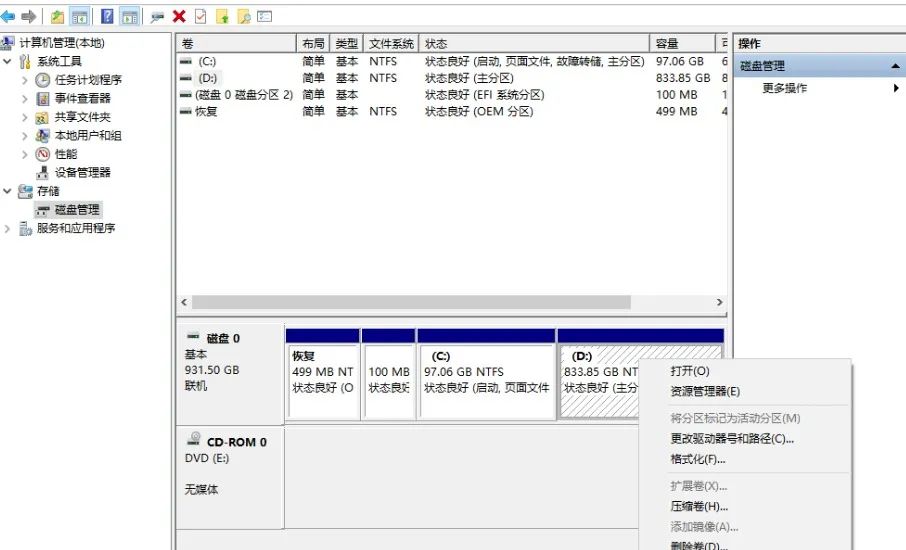 计算机管理(本地)
系统工具
任务计划程序
事件查看器
共享文件夹
本地用户和组
性能
设备管理器
存储
磁盘管理
服务和应用程序
卷 布局 类型 文件系统 状态 容量
(C:) 简单 基本 NTFS 状态良好 (启动, 页面文件, 故障转储, 主分区) 97.06 GB 6
(D:) 简单 基本 NTFS 状态良好 (主分区) 833.85 GB 8
(磁盘 0 磁盘分区 2) 简单 基本 状态良好 (EFI 系统分区) 100 MB 1
恢复 简单 基本 NTFS 状态良好 (OEM 分区) 499 MB 4
操作
磁盘管理
更多操作
磁盘 0
基本
931.50 GB
联机
恢复
499 MB NT
状态良好 (O
100 MB
状态良好
(C:)
97.06 GB NTFS
状态良好 (启动, 页面文件
(D:)
833.85 GB NT
状态良好 (主分
CD-ROM 0
DVD (E:)
无媒体
打开(O)
资源管理器(E)
将分区标记为活动分区(M)
更改驱动器号和路径(C)...
格式化(F)...
扩展卷(X)...
压缩卷(H)...
添加镜像(A)...
删除卷(D)...